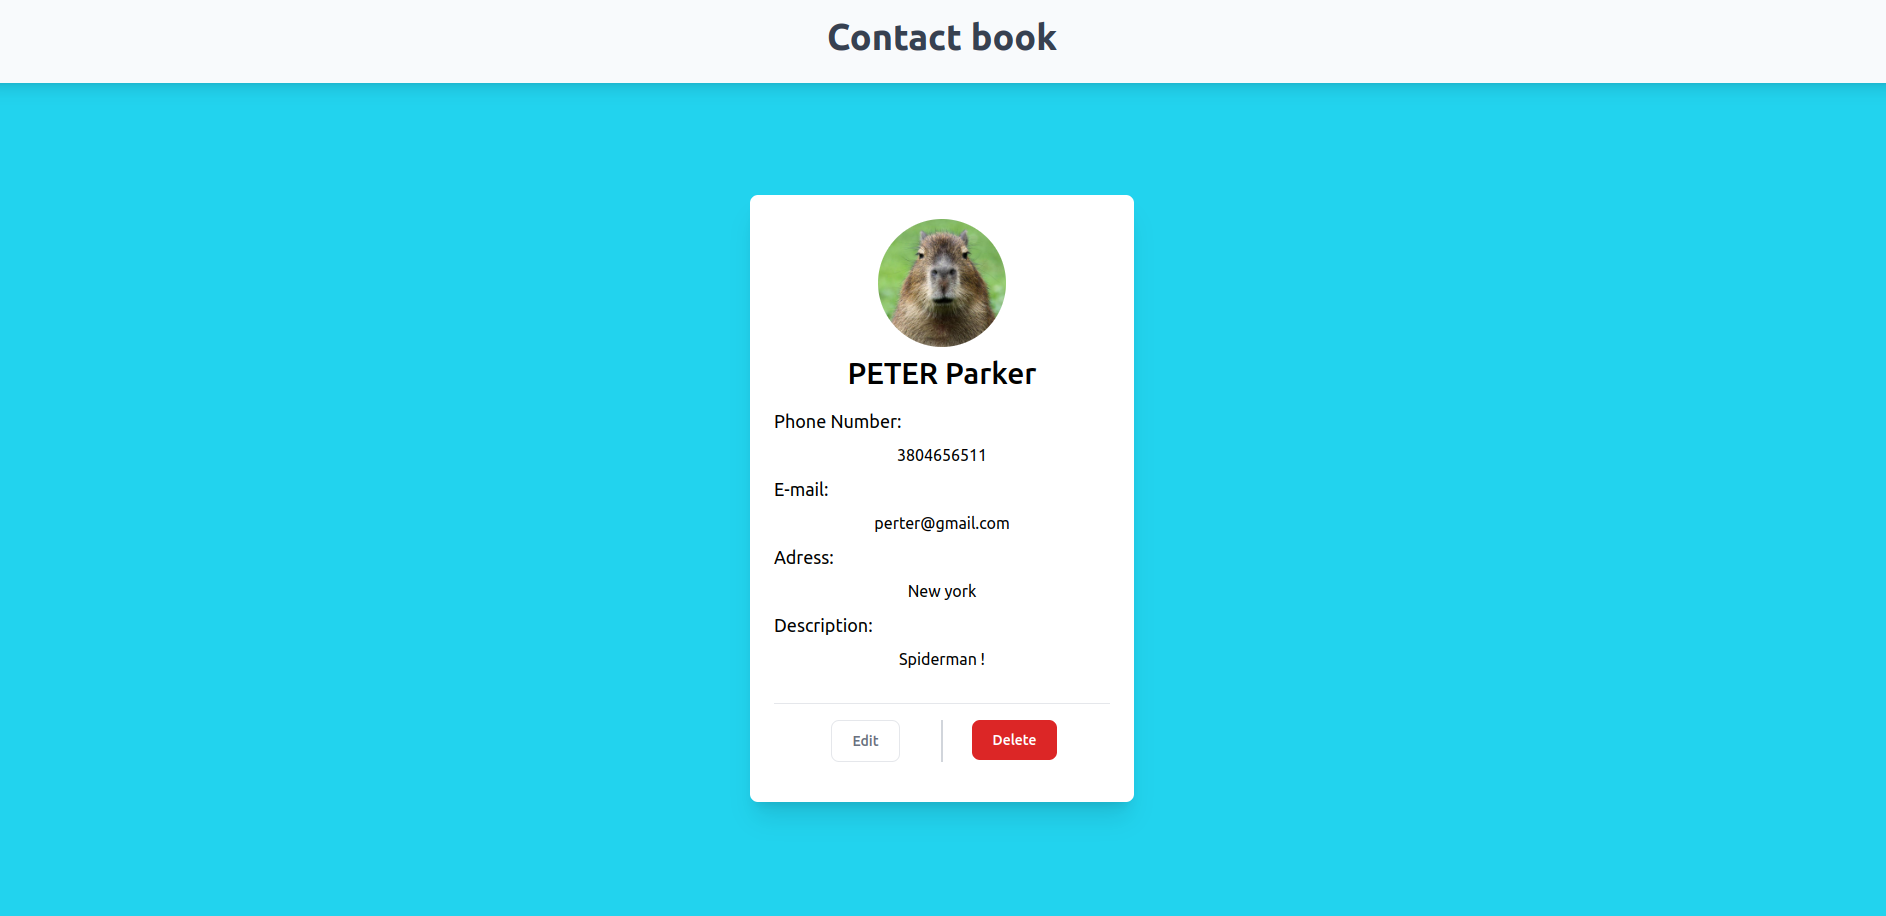 Contact book
PETER Parker
Phone Number:
3804656511
E-mail:
perter@gmail.com
Adress:
New york
Description:
Spiderman !
Edit
Delete